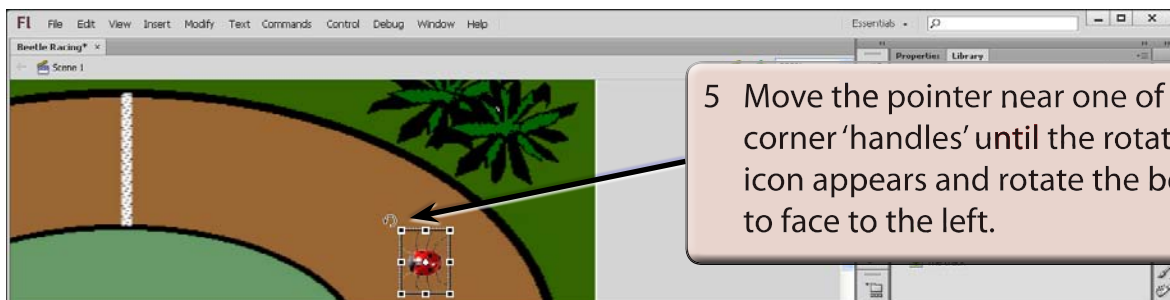 Fl File Edit View Insert Modify Text Commands Control Debug Window Help Essentials
Beetle Racing* ×
Scene 1
Properties Library
5 Move the pointer near one of
corner 'handles' until the rotat
icon appears and rotate the be
to face to the left.